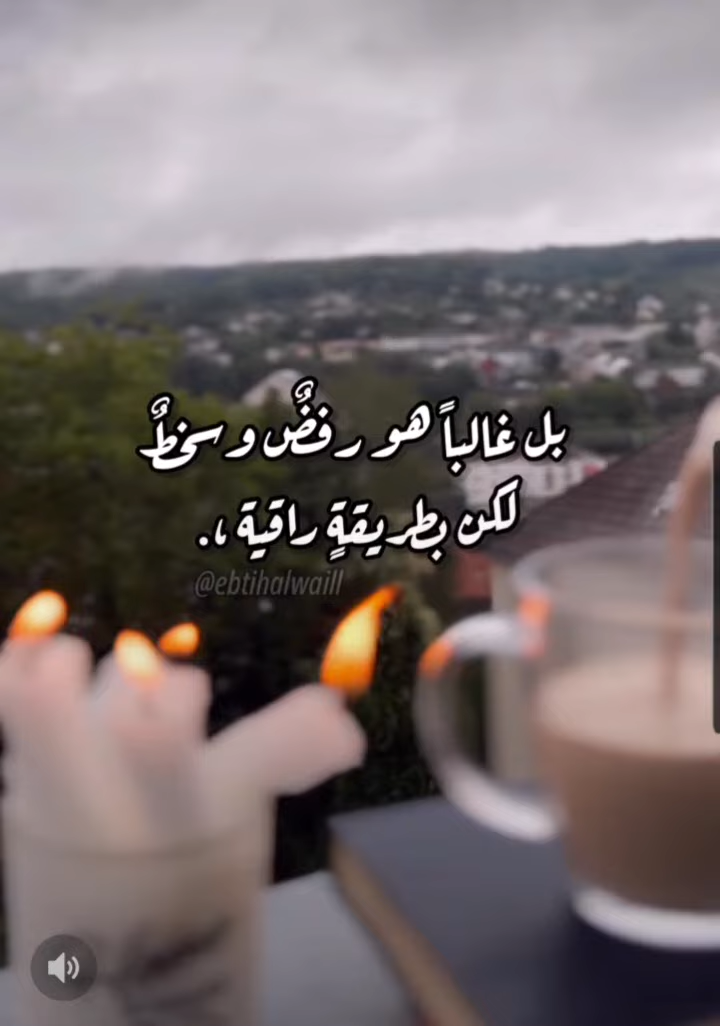 بل غالباً هو رفضٌ و سخطٌ
لكن بطريقةٍ راقية ،.
@ebtihalwaill